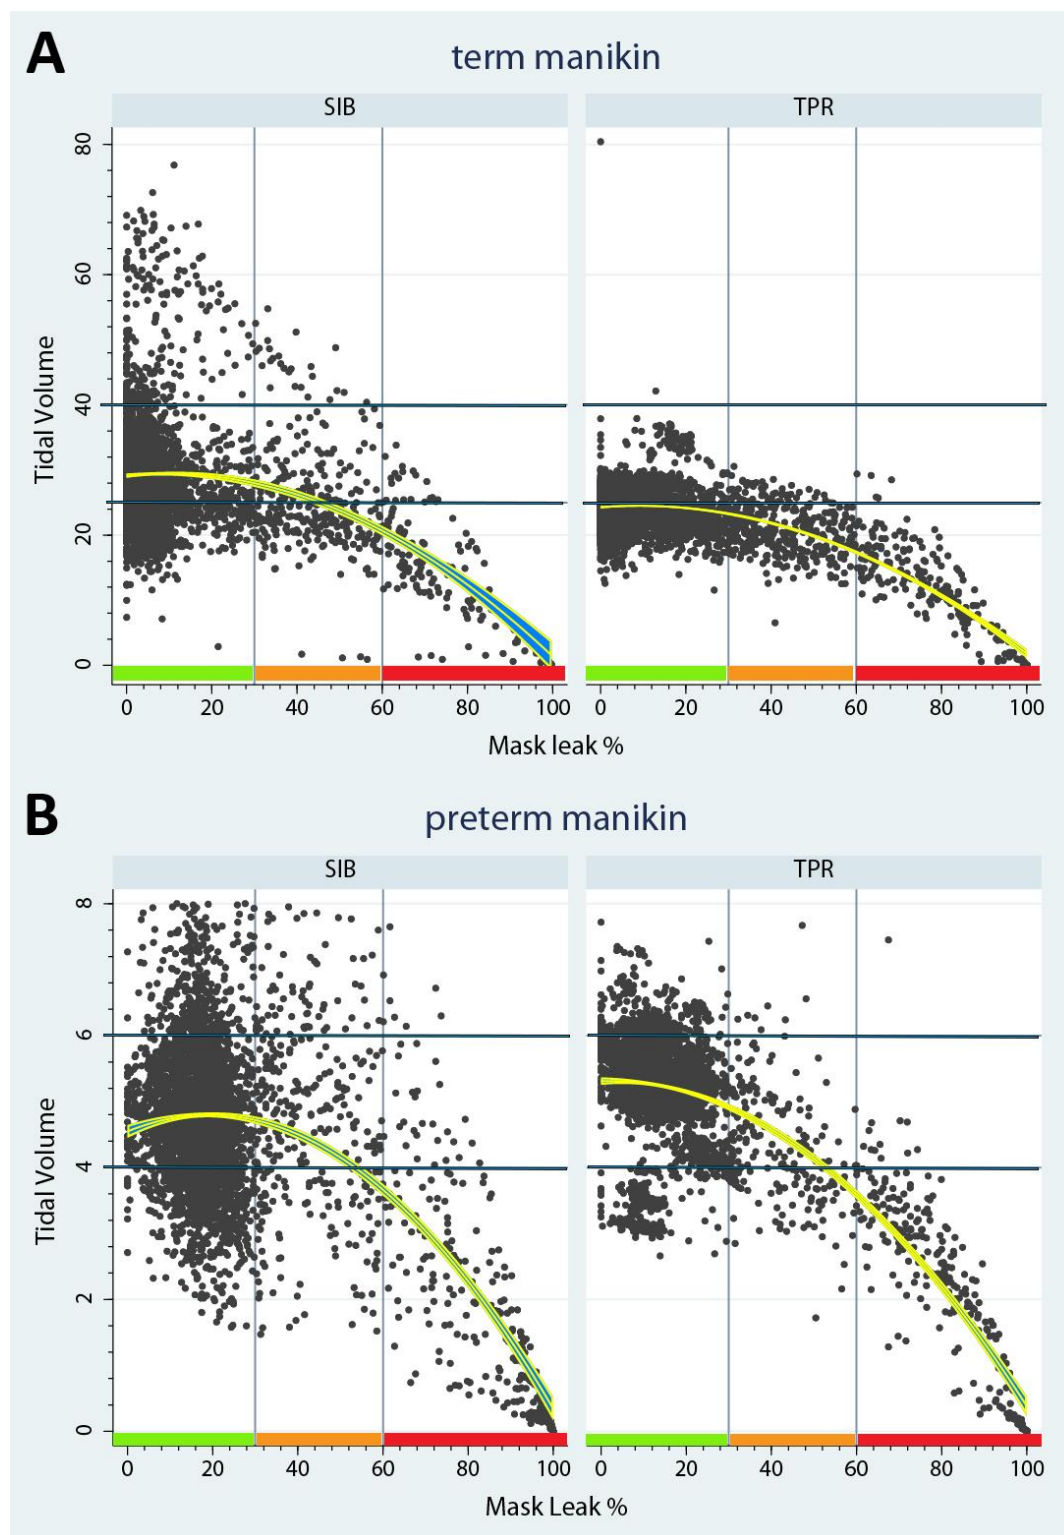 A
term manikin
SIB TPR
80
60
40
20
0
Tidal Volume
0 20 40 60 80 100 0 20 40 60 80 100
Mask leak %
B
preterm manikin
SIB TPR
8
6
4
2
0
Tidal Volume
0 20 40 60 80 100 0 20 40 60 80 100
Mask Leak %